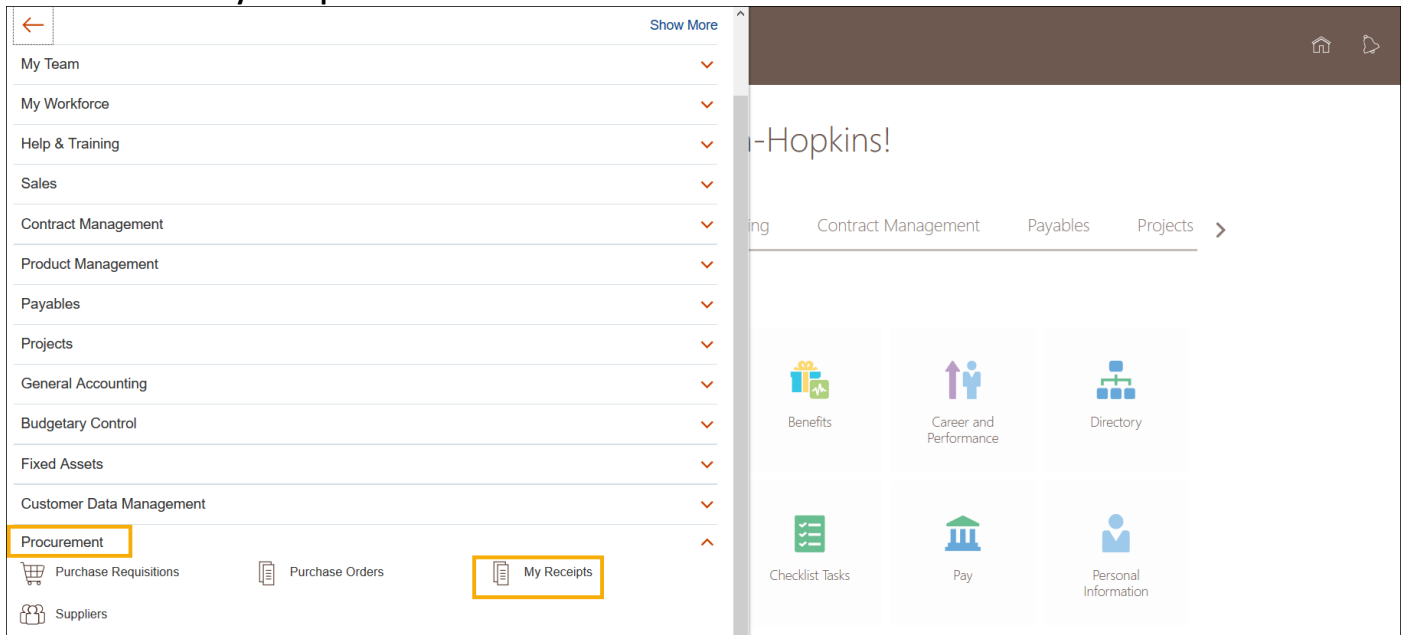 Show More
My Team
My Workforce
Help & Training
Sales
Contract Management
Product Management
Payables
Projects
General Accounting
Budgetary Control
Fixed Assets
Customer Data Management
Procurement
Purchase Requisitions
Purchase Orders
My Receipts
Suppliers
-Hopkins!
ing
Contract Management
Payables
Projects
Benefits
Career and
Performance
Directory
Checklist Tasks
Pay
Personal
Information